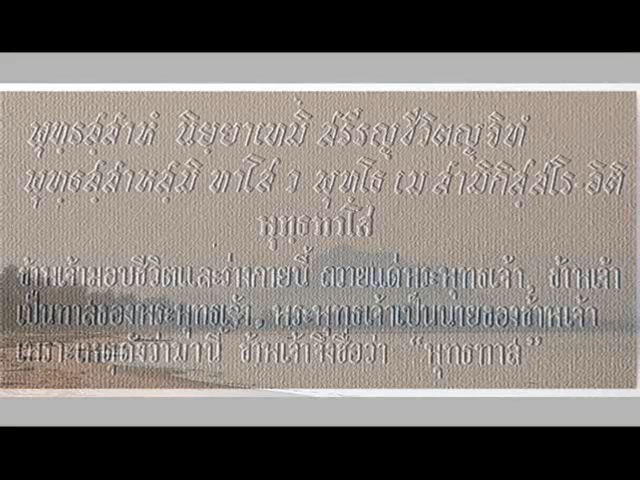 พุทธสฺสาหํ นิยฺยาเทมิ สรีรญฺชีวิตญฺจิทํ
พุทธสฺสาหสฺมิ ทาโส ว พุทโธ เม สามิกิสฺสโร อิติ
พุทธทาโส
ข้าพเจ้ามอบชีวิตและร่างกายนี้ ถวายแด่พระพุทธเจ้า, ข้าพเจ้า
เป็นทาสของพระพุทธเจ้า, พระพุทธเจ้าเป็นนายของข้าพเจ้า
เพราะเหตุดังว่ามานี้ ข้าพเจ้าจึงชื่อว่า “พุทธทาส”